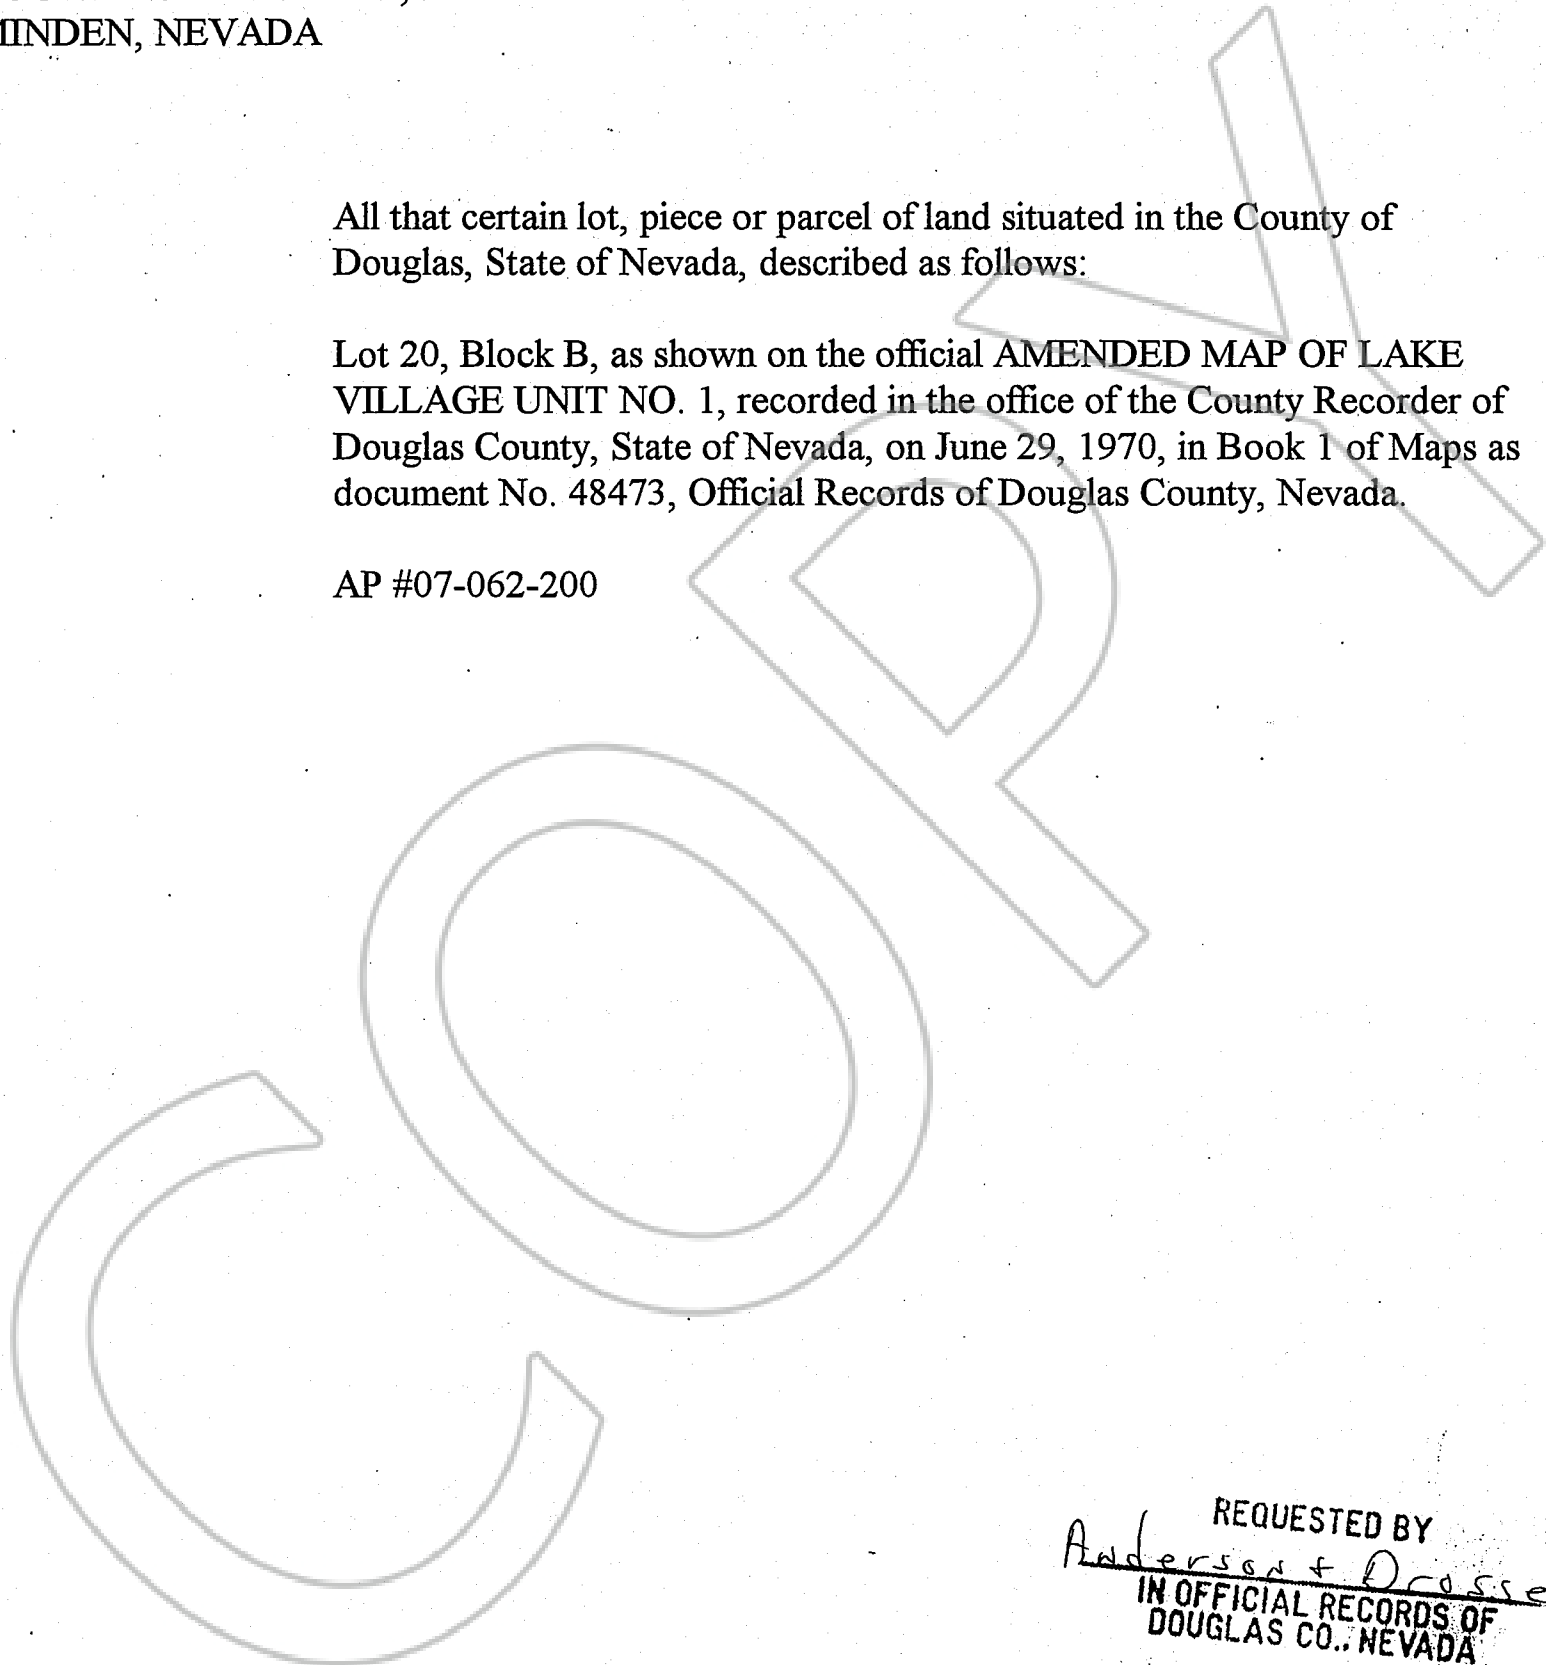 MINDEN, NEVADA
All that certain lot, piece or parcel of land situated in the County of
Douglas, State of Nevada, described as follows:
Lot 20, Block B, as shown on the official AMENDED MAP OF LAKE
VILLAGE UNIT NO. 1, recorded in the office of the County Recorder of
Douglas County, State of Nevada, on June 29, 1970, in Book 1 of Maps as
document No. 48473, Official Records of Douglas County, Nevada.
AP #07-062-200
COPY
REQUESTED BY
Anderson + Drosse
IN OFFICIAL RECORDS OF
DOUGLAS CO., NEVADA